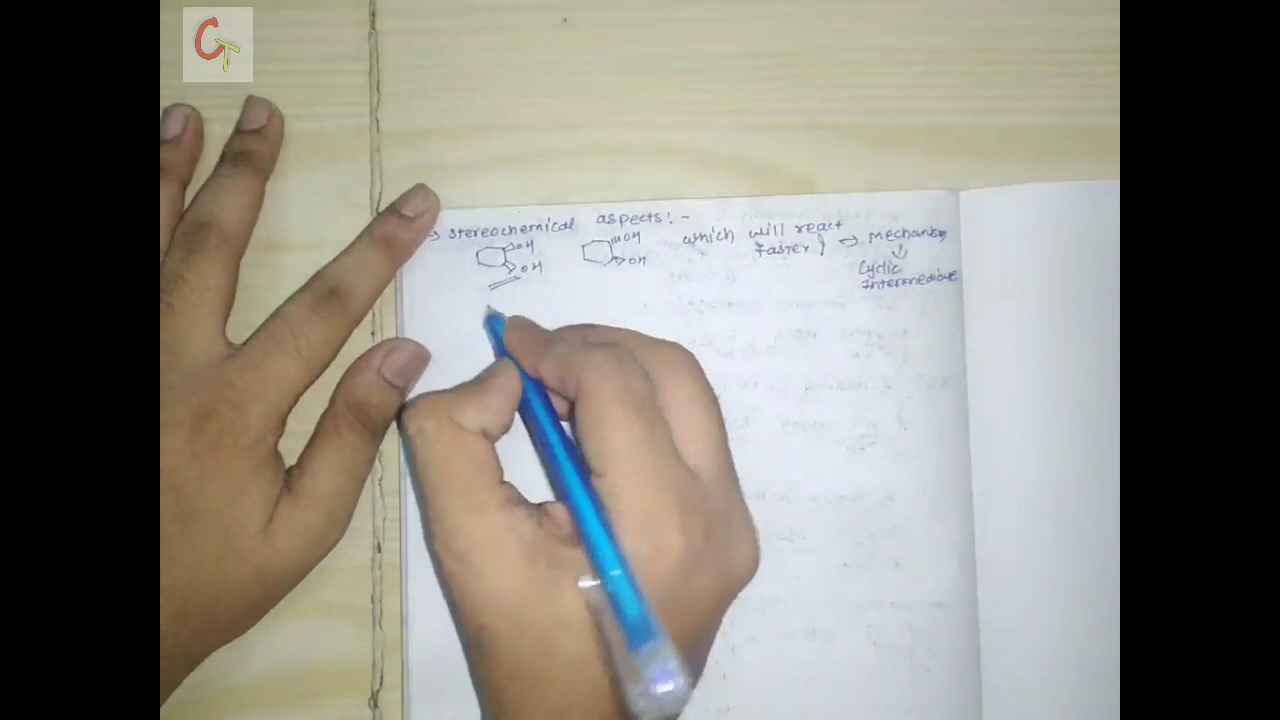 CT
→ stereochemical aspects:-
OH OH which will react
OH OH faster} → Mechanism
Cyclic
Intermediate